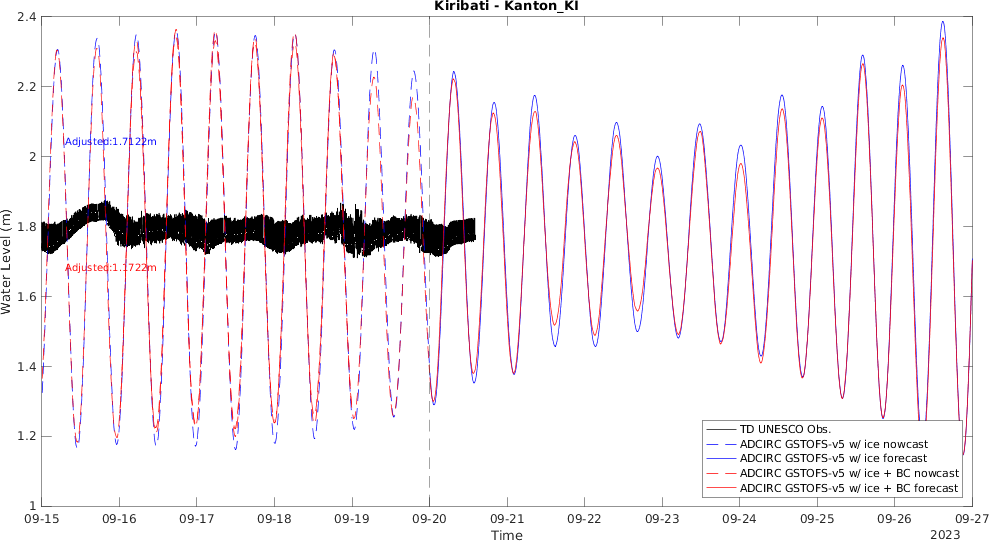 Kiribati - Kanton_KI
2.4
2.2
2
1.8
1.6
1.4
1.2
1
Water Level (m)
Adjusted:1.7122m
Adjusted:1.1722m
TD UNESCO Obs.
ADCIRC GSTOFS-v5 w/ ice nowcast
ADCIRC GSTOFS-v5 w/ ice forecast
ADCIRC GSTOFS-v5 w/ ice + BC nowcast
ADCIRC GSTOFS-v5 w/ ice + BC forecast
09-15 09-16 09-17 09-18 09-19 09-20 09-21 09-22 09-23 09-24 09-25 09-26 09-27
Time
2023